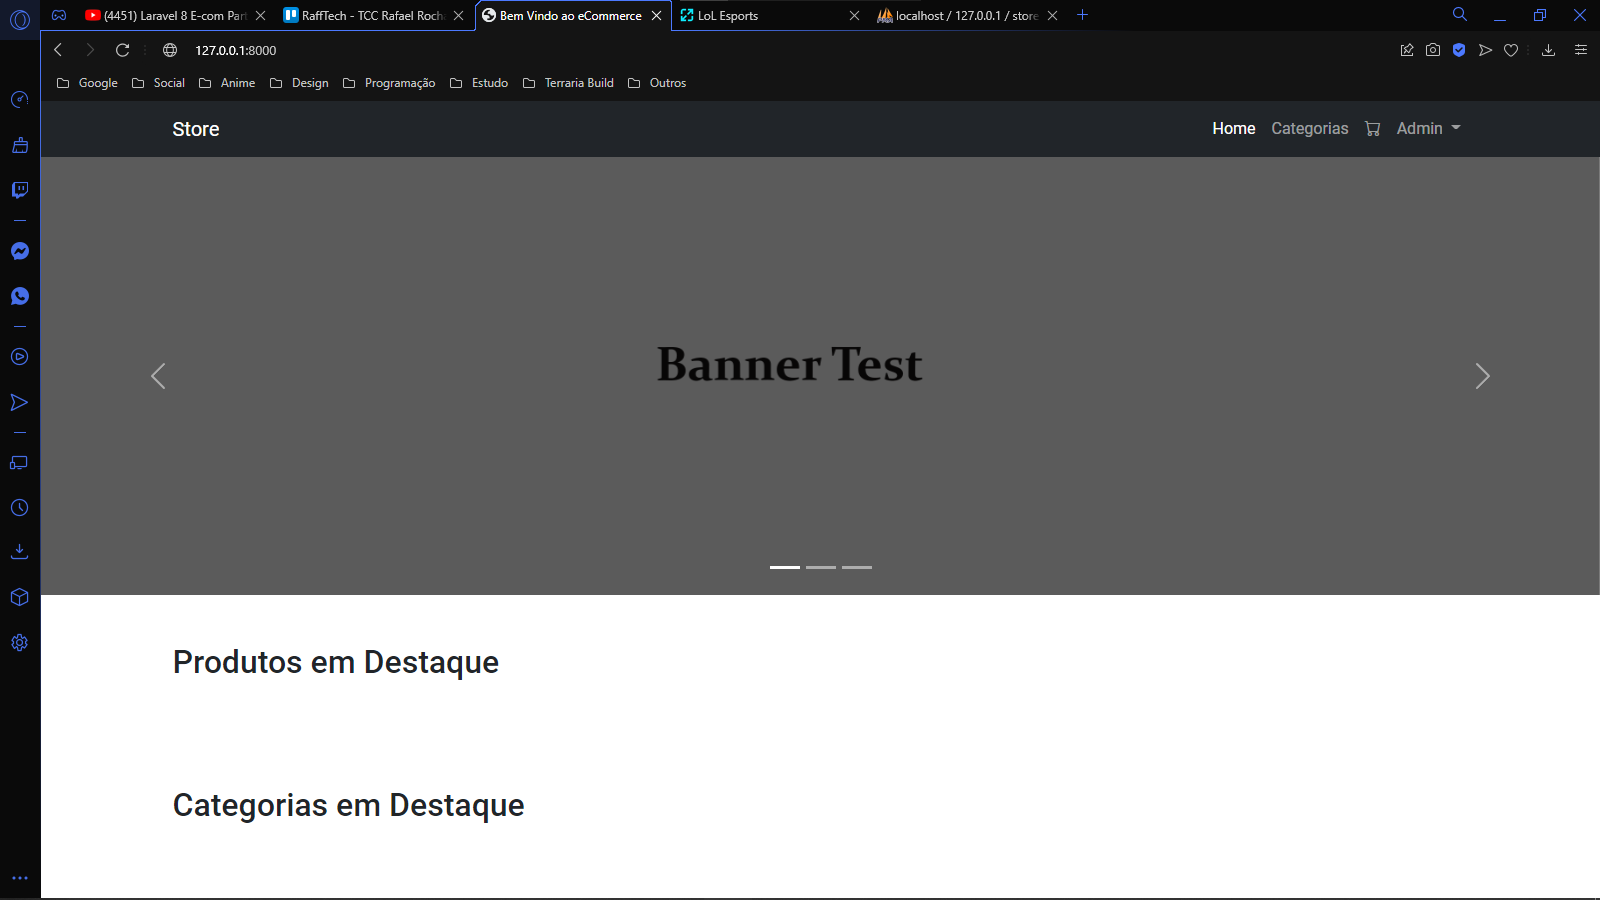 (4451) Laravel 8 E-com Part
RaffTech - TCC Rafael Roch
Bem Vindo ao eCommerce
LoL Esports
localhost / 127.0.0.1 / store
127.0.0.1:8000
Google
Social
Anime
Design
Programação
Estudo
Terraria Build
Outros
Store
Home
Categorias
Admin
Banner Test
Produtos em Destaque
Categorias em Destaque